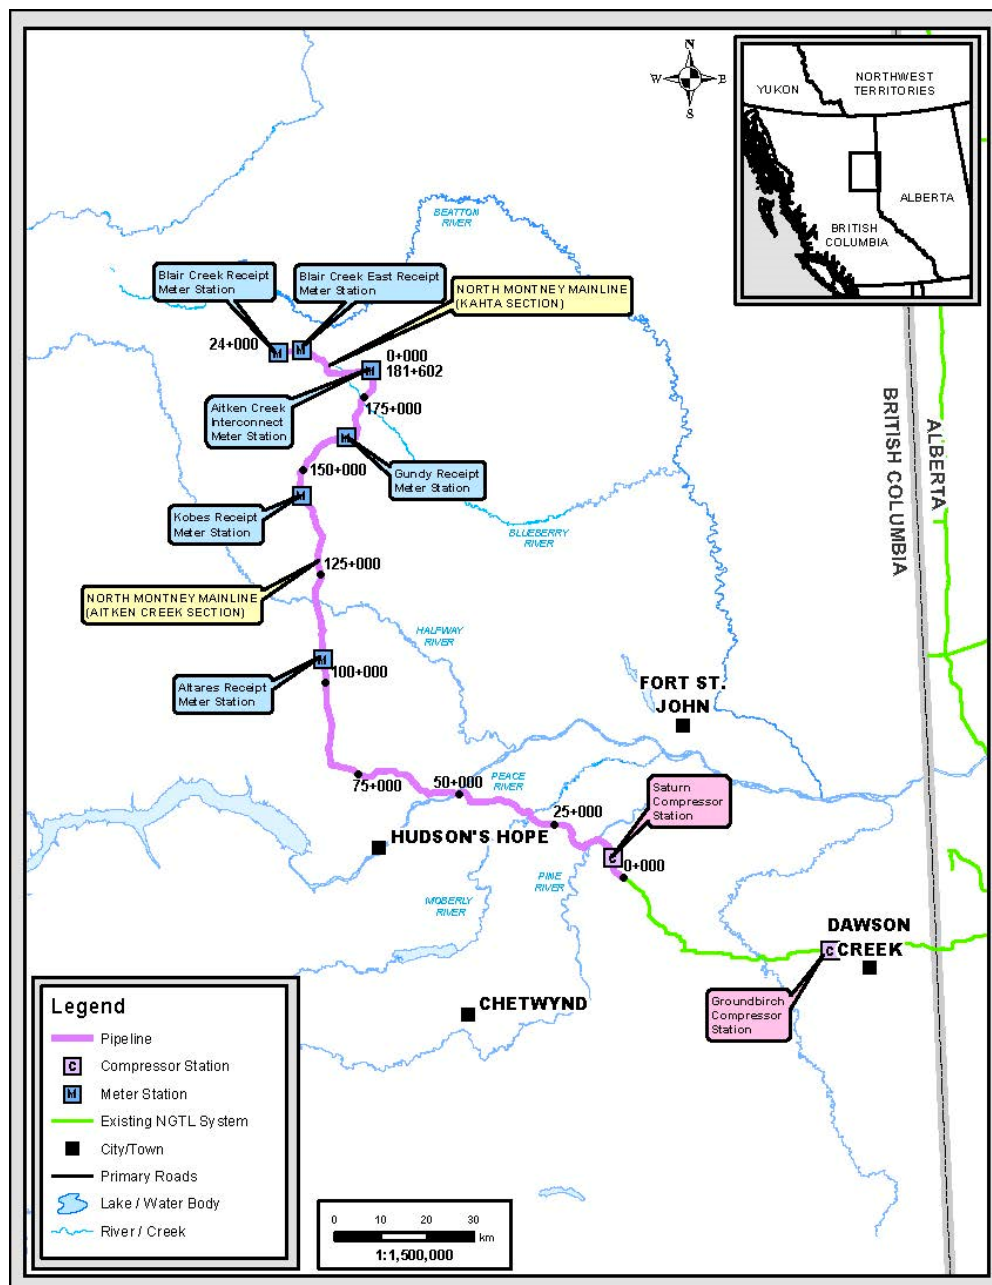 N
W
E
S
YUKON
NORTHWEST
TERRITORIES
ALBERTA
BRITISH
COLUMBIA
BEATTON
RIVER
Blair Creek Receipt
Meter Station
Blair Creek East Receipt
Meter Station
NORTH MONTNEY MAINLINE
(KAHTA SECTION)
24+000
M
M
0+000
181+602
M
Aitken Creek
Interconnect
Meter Station
175+000
M
Gundy Receipt
Meter Station
150+000
M
Kobes Receipt
Meter Station
BLUEBERRY
RIVER
BRITISH COLUMBIA
ALBERTA
125+000
NORTH MONTNEY MAINLINE
(AITKEN CREEK SECTION)
HALFWAY
RIVER
M
100+000
Altares Receipt
Meter Station
FORT ST.
JOHN
75+000
50+000
PEACE
RIVER
25+000
Saturn
Compressor
Station
HUDSON'S HOPE
C
0+000
MOBERLY
RIVER
PINE
RIVER
DAWSON
CREEK
C
Groundbirch
Compressor
Station
CHETWYND
Legend
Pipeline
C Compressor Station
M Meter Station
Existing NGTL System
City/Town
Primary Roads
Lake / Water Body
River / Creek
0 10 20 30
km
1:1,500,000